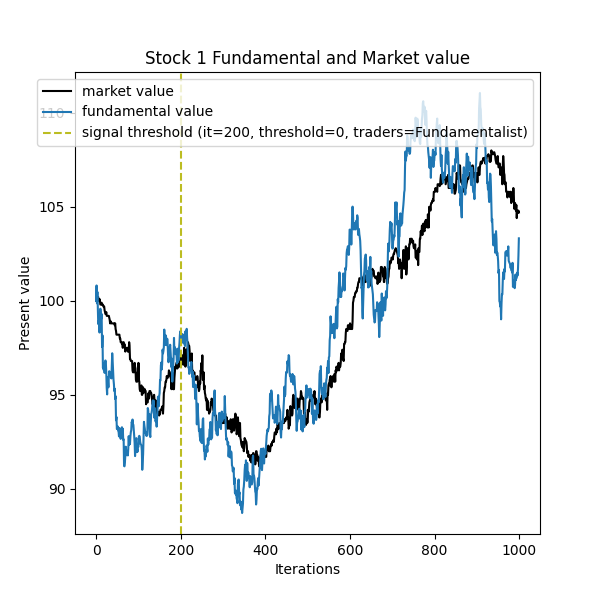 Stock 1 Fundamental and Market value
market value
fundamental value
signal threshold (it=200, threshold=0, traders=Fundamentalist)
110
105
100
95
90
Present value
0 200 400 600 800 1000
Iterations